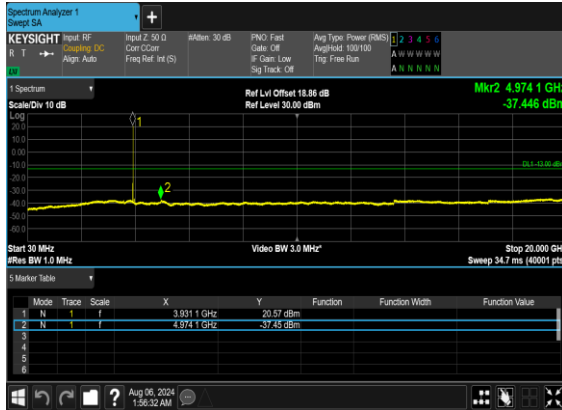 Spectrum Analyzer 1
Swept SA
+
KEYSIGHT Input: RF Input Z: 50 Ω #Atten: 30 dB PNO: Fast Avg Type: Power (RMS) 1 2 3 4 5 6
R T Coupling: DC Corr CCorr Gate: Off Avg|Hold: 100/100 A W W W W W
Align: Auto Freq Ref: Int (S) IF Gain: Low Trig: Free Run
LXI Sig Track: Off A N N N N N
1 Spectrum Ref Lvl Offset 18.86 dB Mkr2 4.974 1 GHz
Scale/Div 10 dB Ref Level 30.00 dBm -37.446 dBm
Log
1
20.0
10.0
0.00
-10.0
DL1 -13.00 dBm
-20.0
2
-30.0
-40.0
-50.0
-60.0
Start 30 MHz Video BW 3.0 MHz* Stop 20.000 GH
#Res BW 1.0 MHz Sweep 34.7 ms (40001 pts
5 Marker Table
Mode Trace Scale X Y Function Function Width Function Value
1 N 1 f 3.931 1 GHz 20.57 dBm
2 N 1 f 4.974 1 GHz -37.45 dBm
3
4
5
6
? Aug 06, 2024
1:56:32 AM